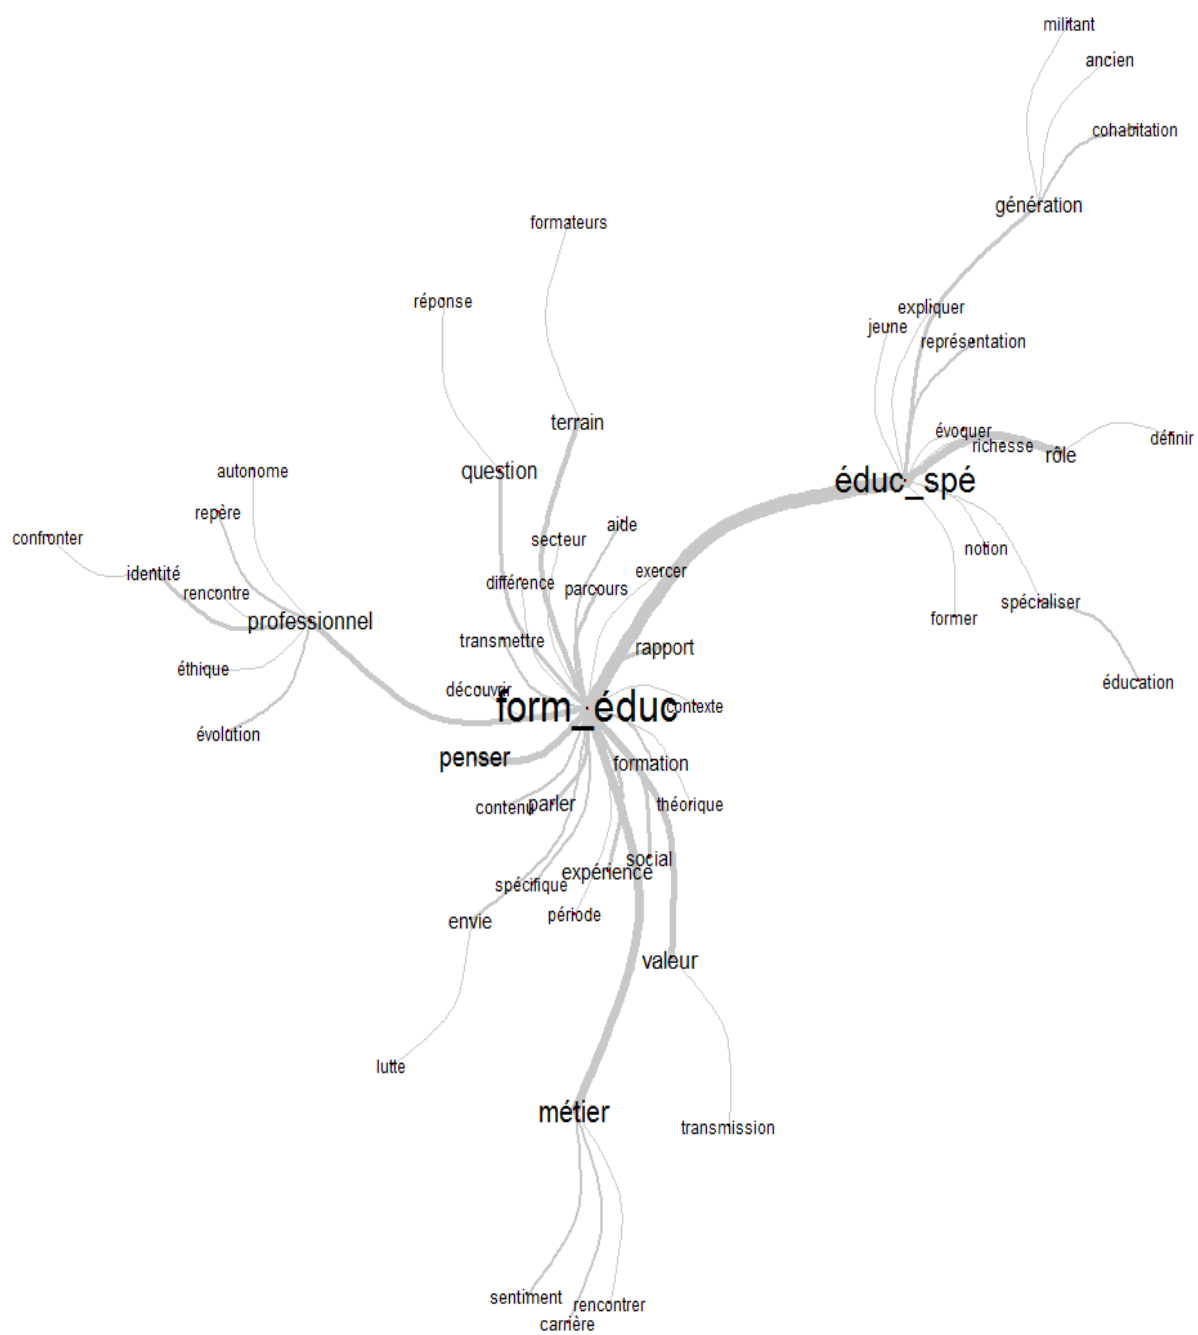 militant
ancien
cohabitation
génération
formateurs
réponse
expliquer
jeune
représentation
terrain
évoquer
richesse
rôle
définir
question
autonome
éduc_spé
repère
aide
confronter
secteur
notion
identité
différence
parcours
exercer
rencontre
spécialiser
professionnel
former
transmettre
rapport
éthique
éducation
découvrir
form_éduc
contexte
évolution
penser
formation
contenu
parler
théorique
social
expérience
spécifique
période
envie
valeur
lutte
métier
transmission
sentiment
rencontrer
carrière